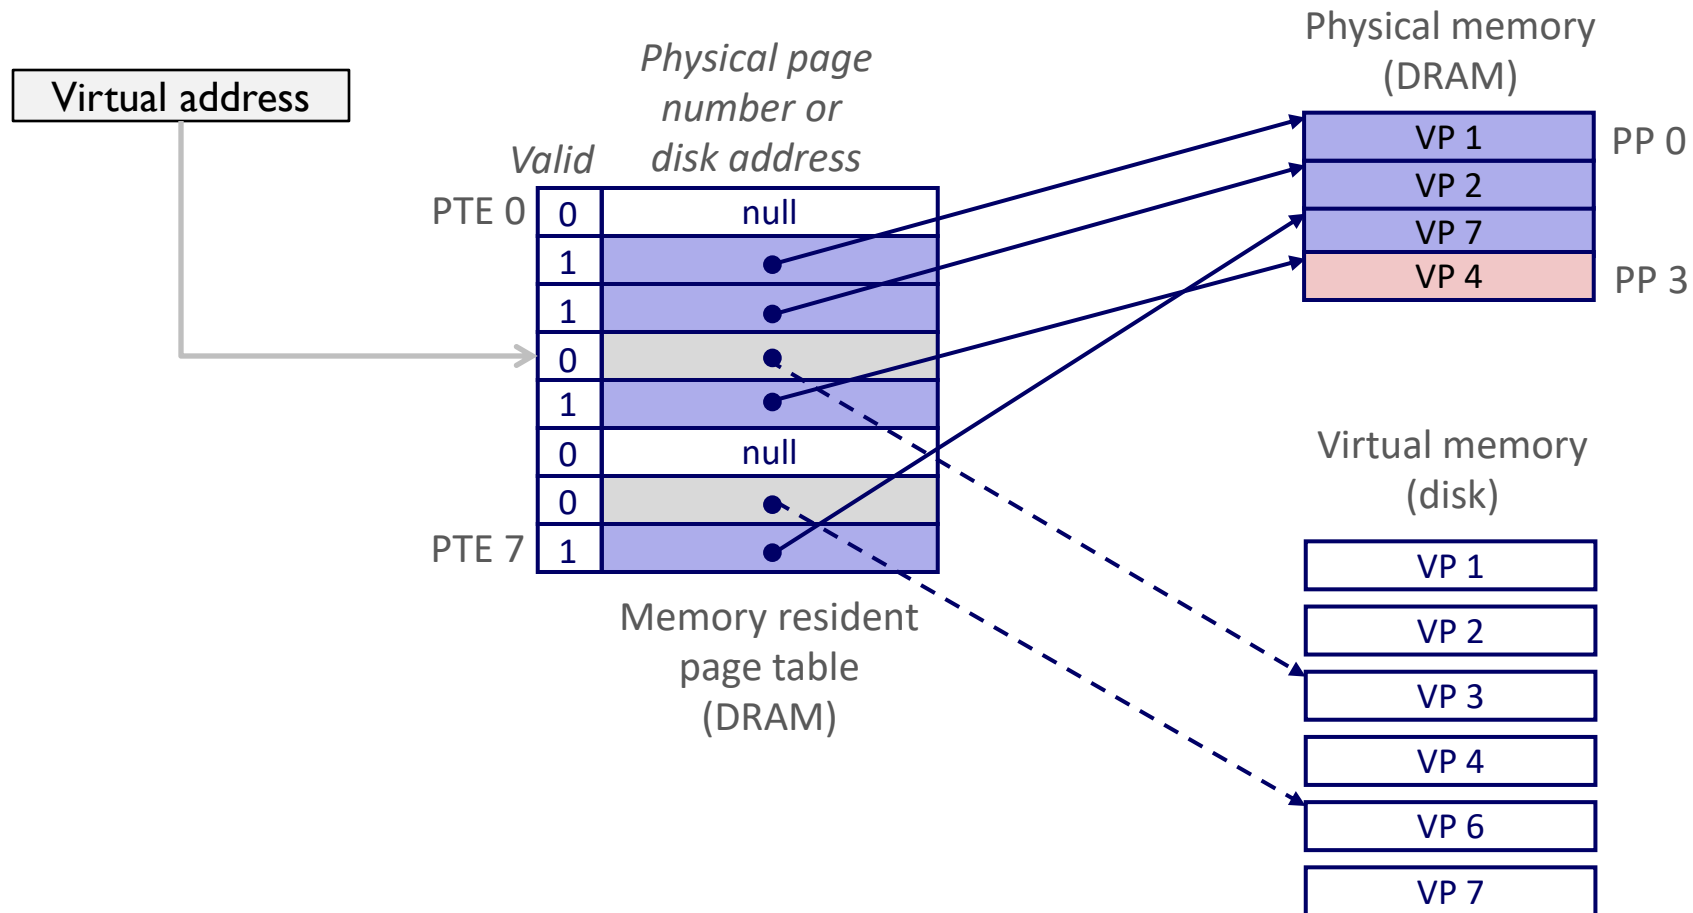 Virtual address
Physical page
number or
disk address
Valid
PTE 0
0
null
1
1
0
1
0
null
0
PTE 7
1
Memory resident
page table
(DRAM)
Physical memory
(DRAM)
VP 1
PP 0
VP 2
VP 7
VP 4
PP 3
Virtual memory
(disk)
VP 1
VP 2
VP 3
VP 4
VP 6
VP 7